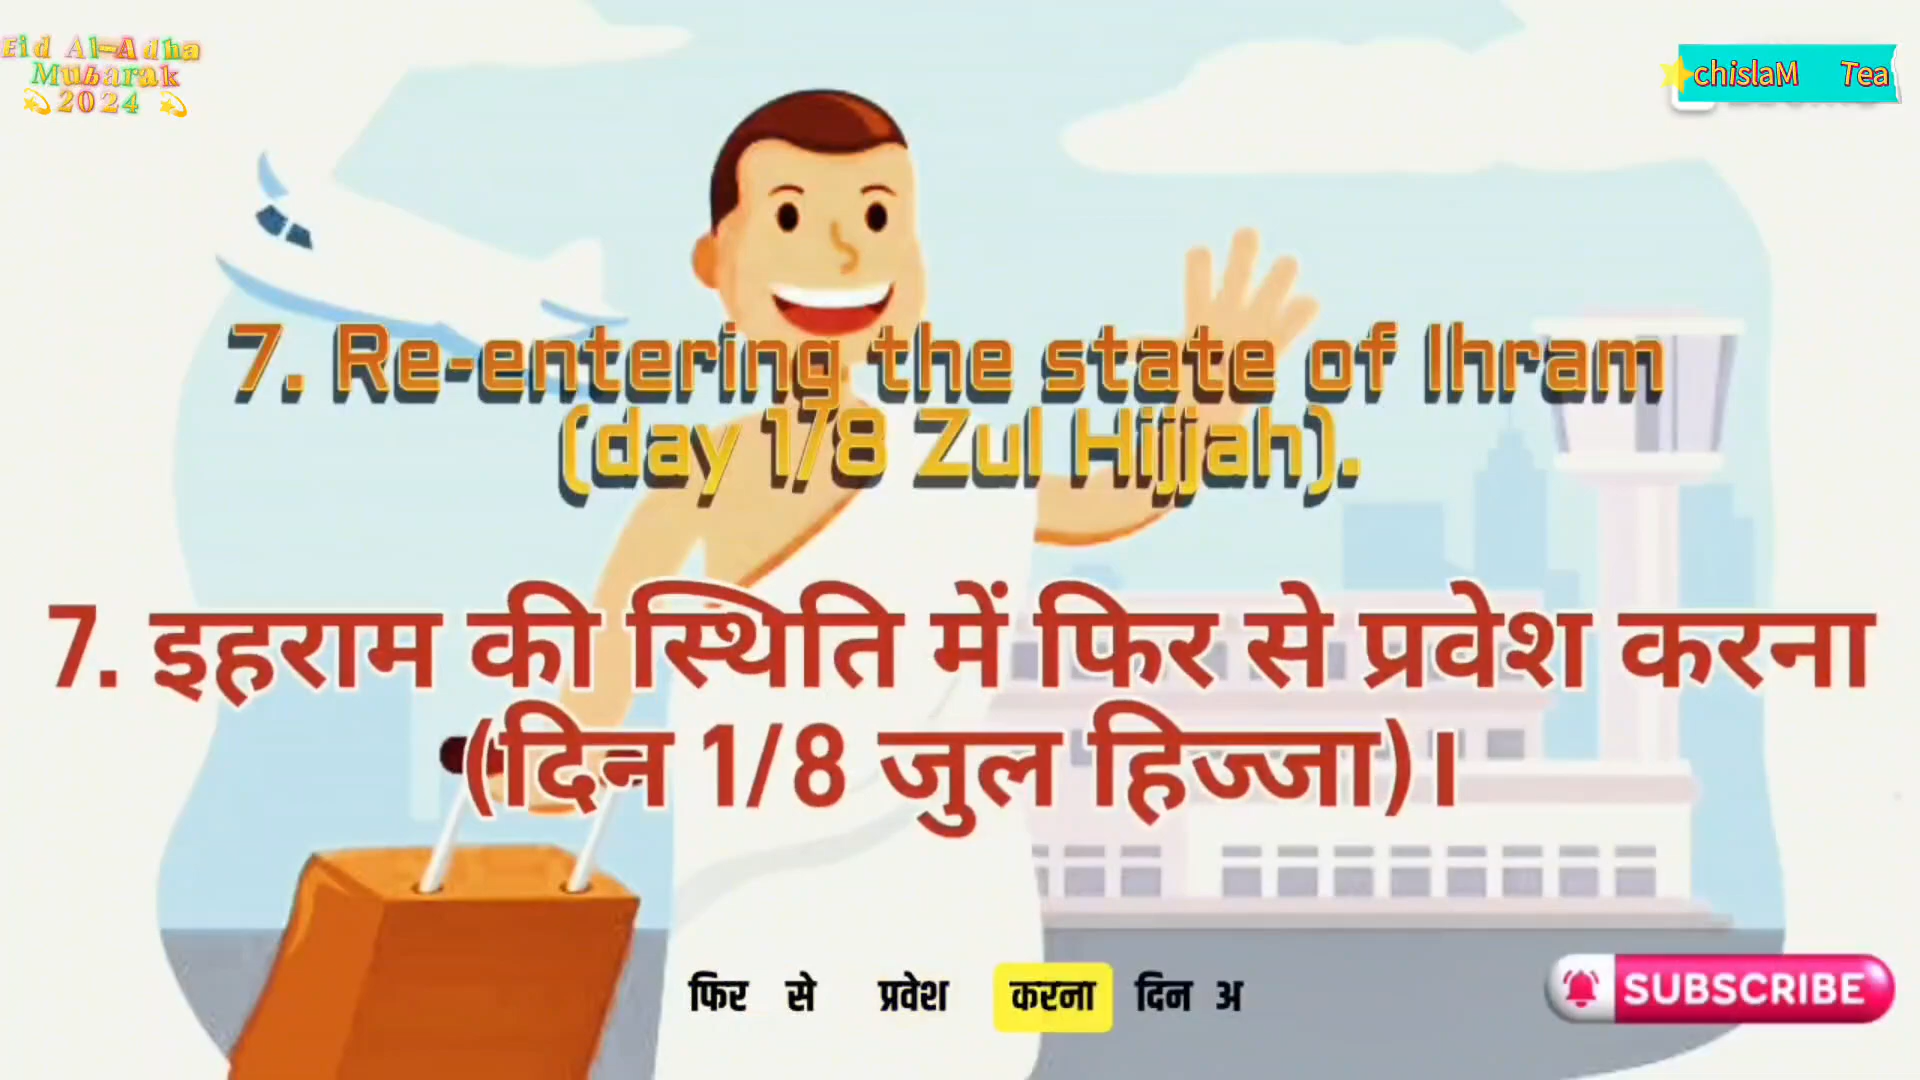 Eid Al-Adha
Mubarak
2024
chislaM Tea
7. Re-entering the state of Ihram
(day 1/8 Zul Hijjah).
7. इहराम की स्थिति में फिर से प्रवेश करना
(दिन 1/8 जुल हिज्जा)।
फिर से प्रवेश करना दिन अ
SUBSCRIBE